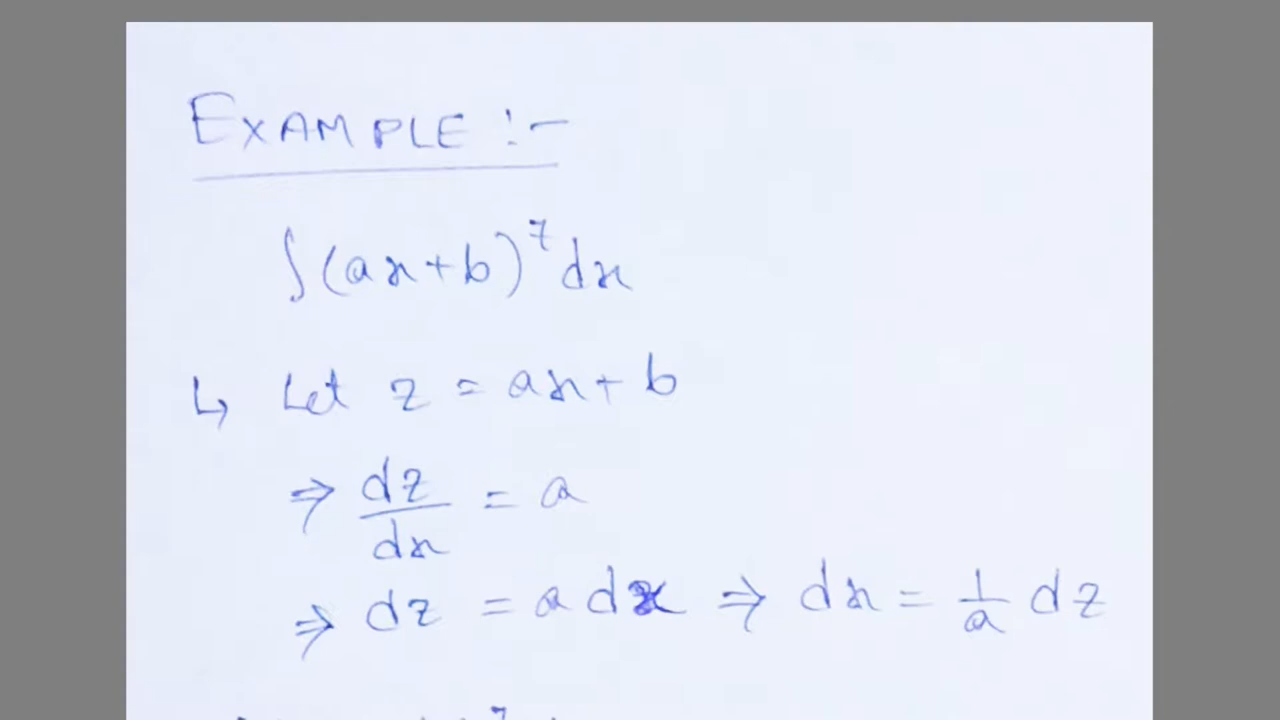 EXAMPLE :-
∫(ax+b)⁷dx
↳ Let z = ax+b
⇒ dz/dx = a
⇒ dz = a dx ⇒ dx = 1/a dz